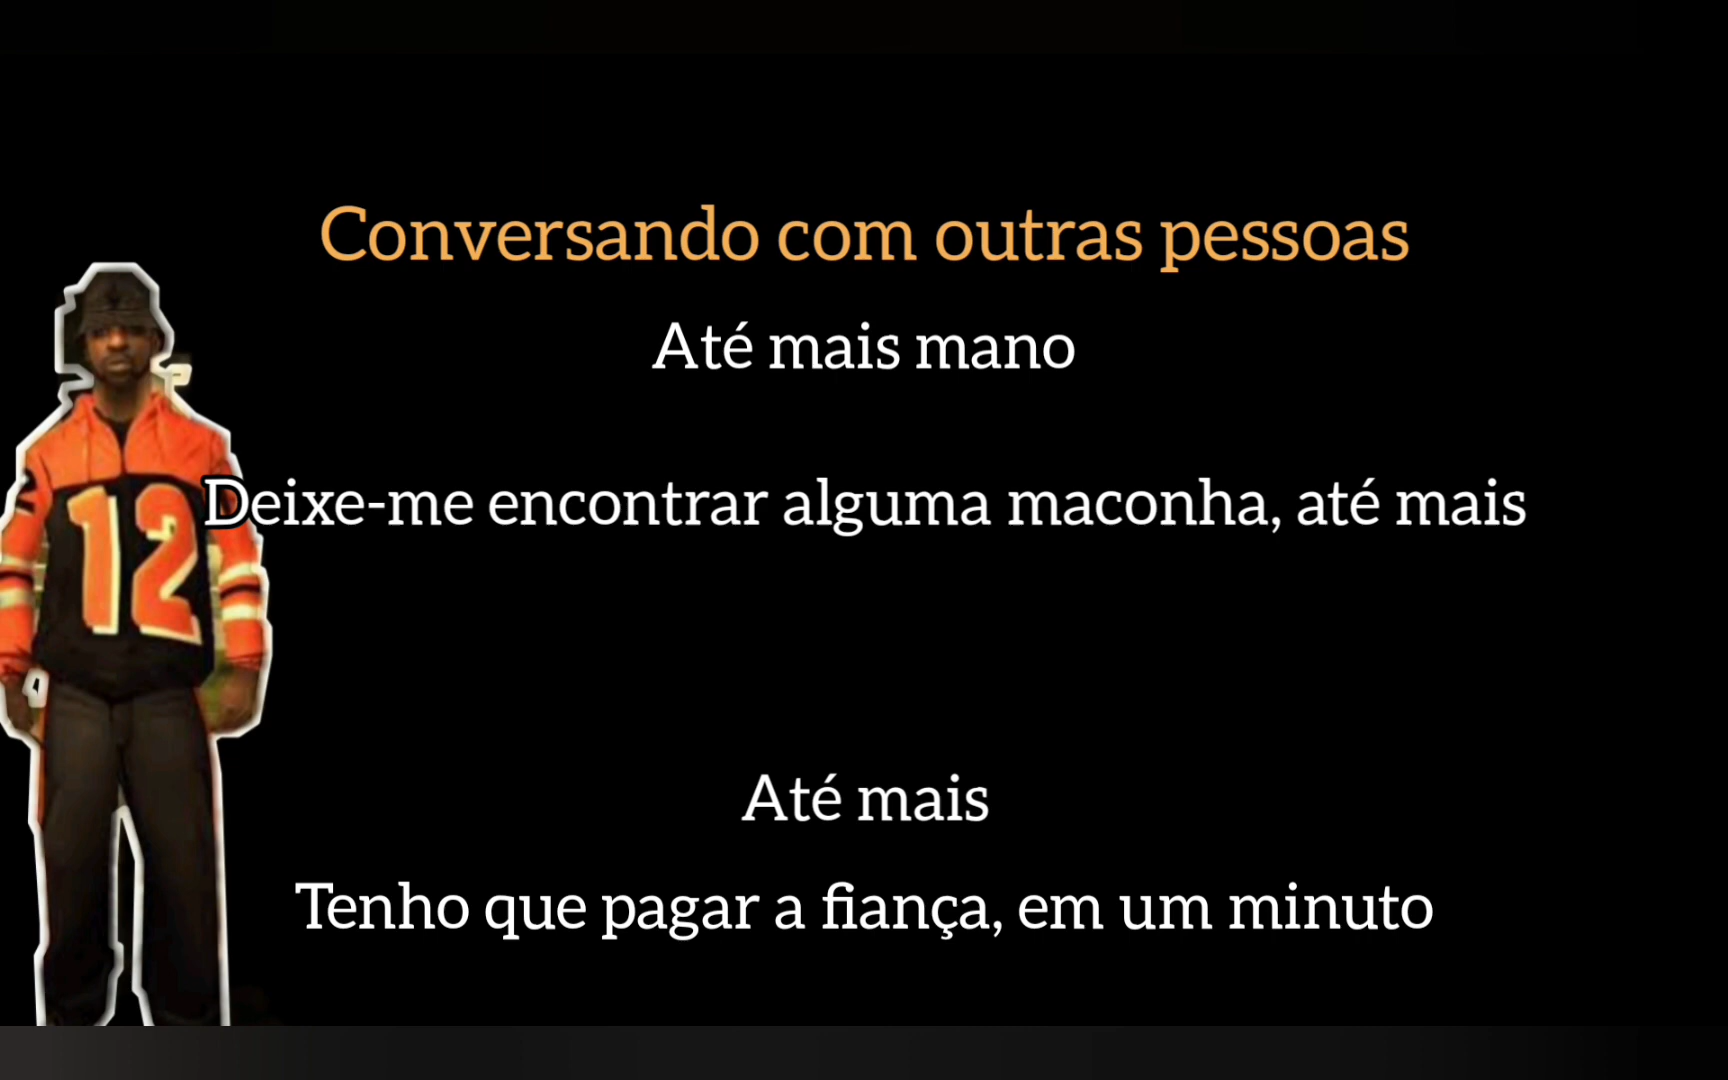 Conversando com outras pessoas
Até mais mano
Deixe-me encontrar alguma maconha, até mais
12
Até mais
Tenho que pagar a fiança, em um minuto